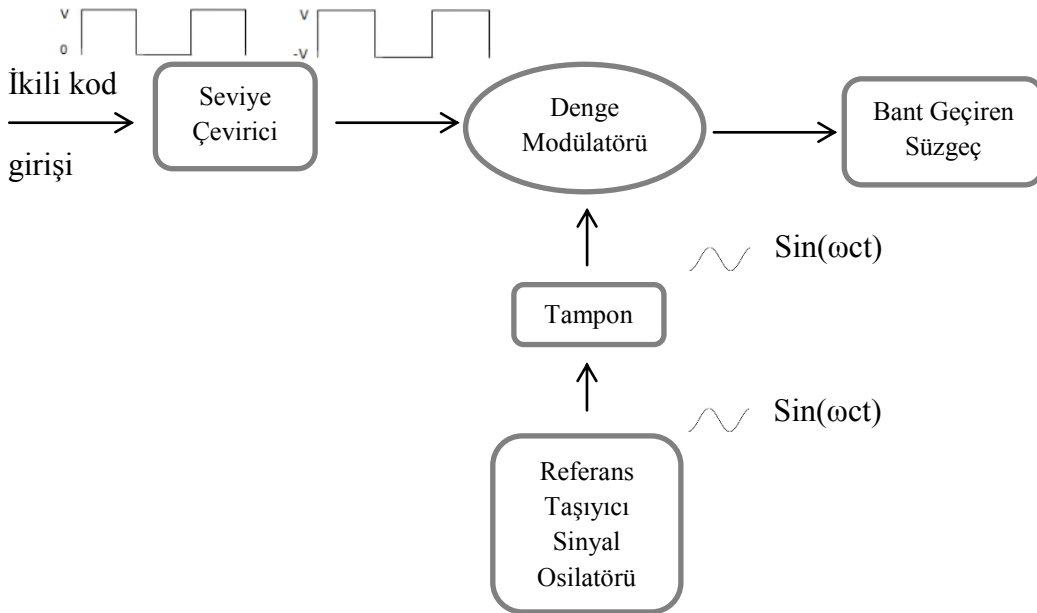 V
0
V
-V
İkili kod
girişi
Seviye
Çevirici
Denge
Modülatörü
Bant Geçiren
Süzgeç
Sin(ωct)
Tampon
Sin(ωct)
Referans
Taşıyıcı
Sinyal
Osilatörü